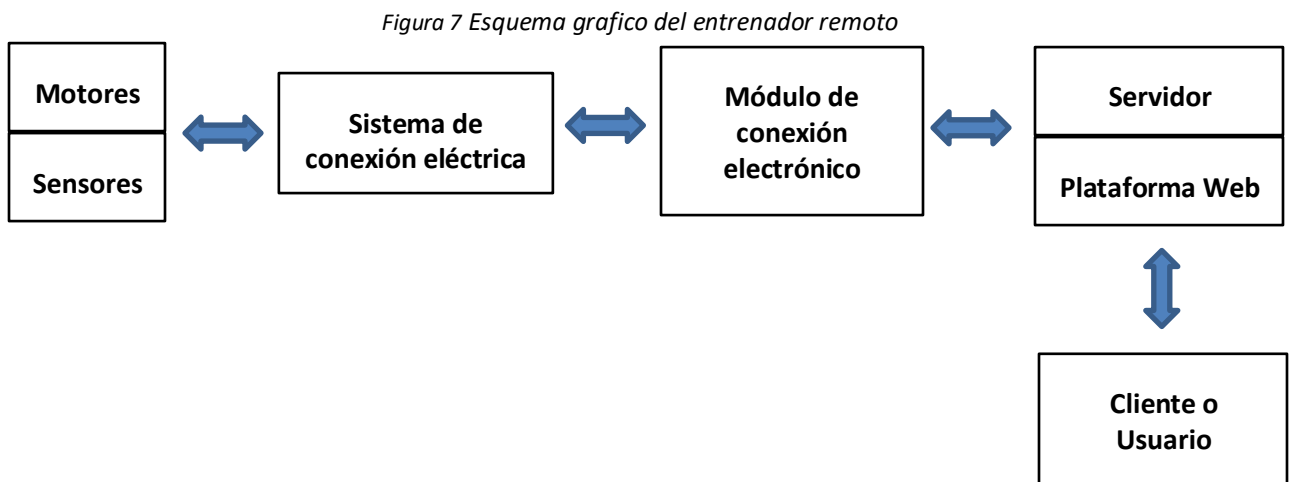 Figura 7 Esquema grafico del entrenador remoto
Motores
Sensores
Sistema de
conexión eléctrica
Módulo de
conexión
electrónico
Servidor
Plataforma Web
Cliente o
Usuario